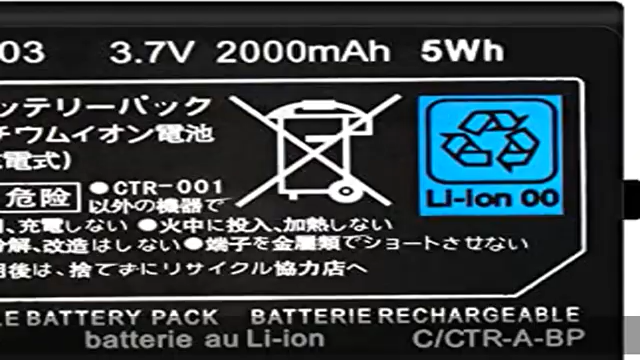 03 3.7V 2000mAh 5Wh
ッテリーパック
チウムイオン電池
電式)
Li-ion 00
危険 ●CTR-001
以外の機器で
、充電しない ●火中に投入、加熱しない
分解、改造はしない ●端子を金属類でショートさせない
用後は、捨てずにリサイクル協力店へ
LE BATTERY PACK BATTERIE RECHARGEABLE
batterie au Li-ion C/CTR-A-BP